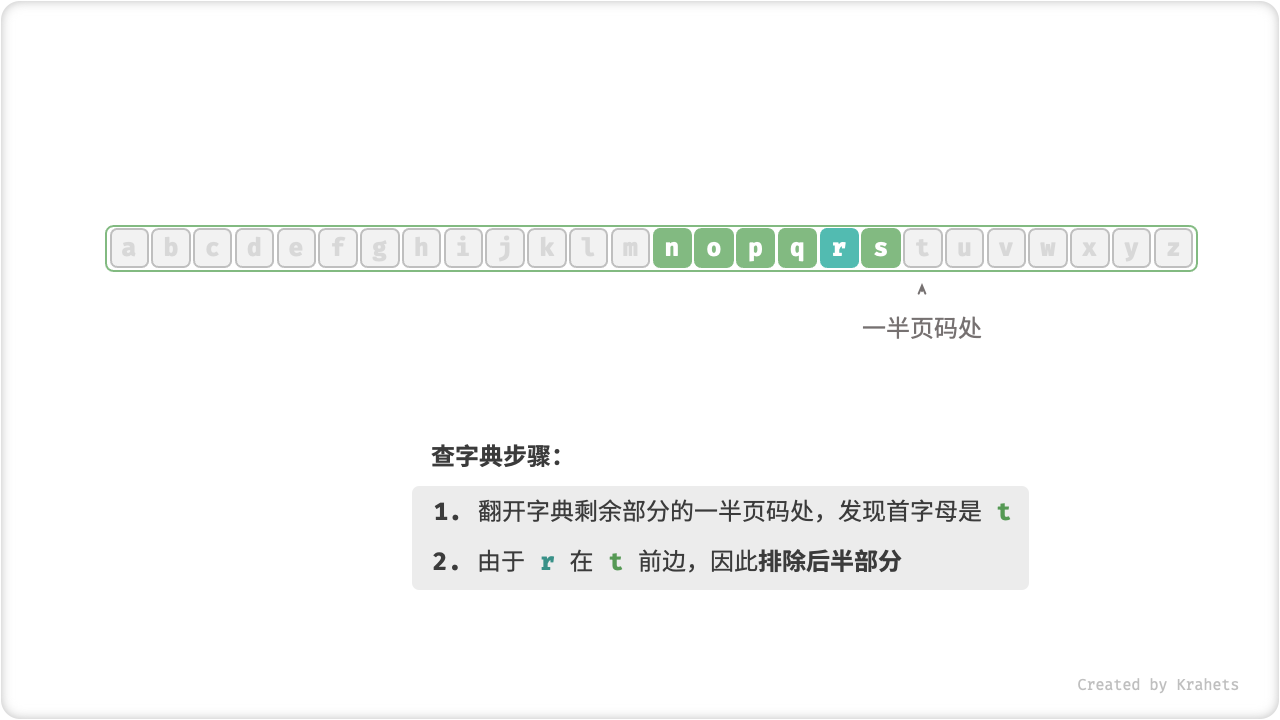 a b c d e f g h i j k l m n o p q r s t u v w x y z
一半页码处
查字典步骤：
1. 翻开字典剩余部分的一半页码处，发现首字母是 t
2. 由于 r 在 t 前边，因此排除后半部分
Created by Krahets